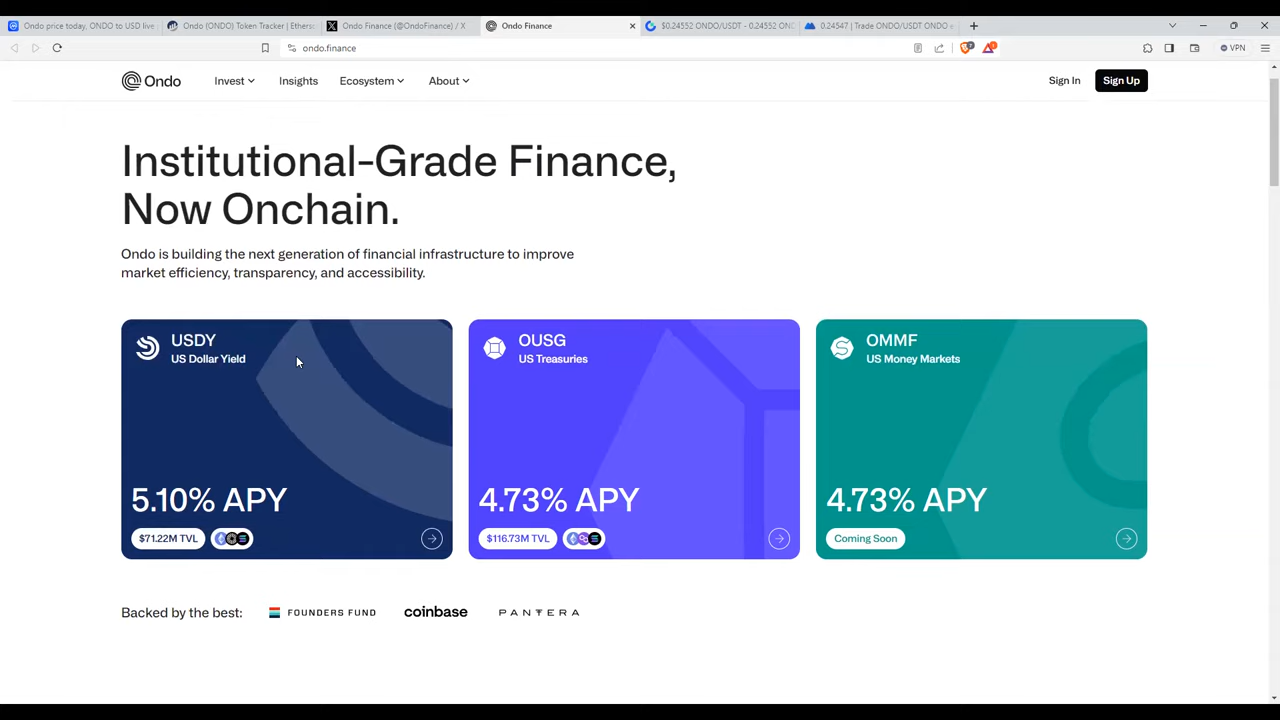 Ondo price today, ONDO to USD live
Ondo (ONDO) Token Tracker | Ethers
Ondo Finance (@OndoFinance) / X
Ondo Finance
$0.24552 ONDO/USDT - 0.24552 OND
0.24547 | Trade ONDO/USDT ONDO e
ondo.finance
VPN
Ondo
Invest
Insights
Ecosystem
About
Sign In
Sign Up
Institutional-Grade Finance,
Now Onchain.
Ondo is building the next generation of financial infrastructure to improve
market efficiency, transparency, and accessibility.
USDY
US Dollar Yield
5.10% APY
$71.22M TVL
OUSG
US Treasuries
4.73% APY
$116.73M TVL
OMMF
US Money Markets
4.73% APY
Coming Soon
Backed by the best:
FOUNDERS FUND
coinbase
PANTERA